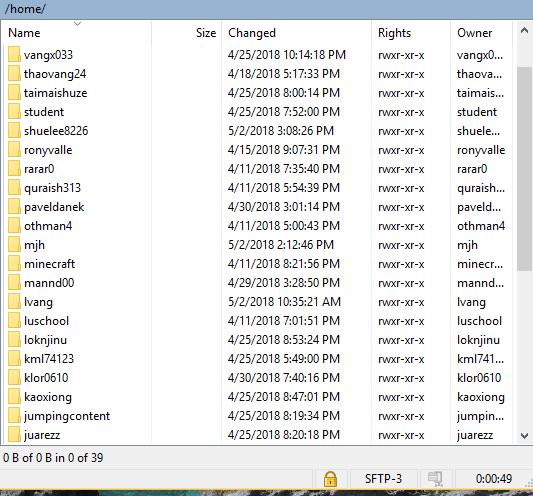 /home/
Name Size Changed Rights Owner
vangx033 4/25/2018 10:14:18 PM rwxr-xr-x vangx0...
thaovang24 4/18/2018 5:17:33 PM rwxr-xr-x thaova...
taimaishuze 4/25/2018 8:00:14 PM rwxr-xr-x taimais...
student 4/25/2018 7:52:00 PM rwxr-xr-x student
shuelee8226 5/2/2018 3:08:26 PM rwxr-xr-x shuele...
ronyvalle 4/15/2018 9:07:31 PM rwxr-xr-x ronyvalle
rarar0 4/11/2018 7:35:40 PM rwxr-xr-x rarar0
quraish313 4/11/2018 5:54:39 PM rwxr-xr-x quraish...
paveldanek 4/30/2018 3:01:14 PM rwxr-xr-x paveld...
othman4 4/11/2018 5:00:43 PM rwxr-xr-x othman4
mjh 5/2/2018 2:12:46 PM rwxr-xr-x mjh
minecraft 4/11/2018 8:21:56 PM rwxr-xr-x minecr...
mannd00 4/29/2018 3:28:50 PM rwxr-xr-x mannd...
lvang 5/2/2018 10:35:21 AM rwxr-xr-x lvang
luschool 4/11/2018 7:01:51 PM rwxr-xr-x luschool
loknjinu 4/25/2018 8:53:24 PM rwxr-xr-x loknjinu
kml74123 4/25/2018 5:49:00 PM rwxr-xr-x kml741...
klor0610 4/30/2018 7:40:16 PM rwxr-xr-x klor0610
kaoxiong 4/25/2018 8:47:01 PM rwxr-xr-x kaoxiong
jumpingcontent 4/25/2018 8:19:34 PM rwxr-xr-x jumpin...
juarezz 4/25/2018 8:20:18 PM rwxr-xr-x juarezz
0 B of 0 B in 0 of 39
SFTP-3 0:00:49